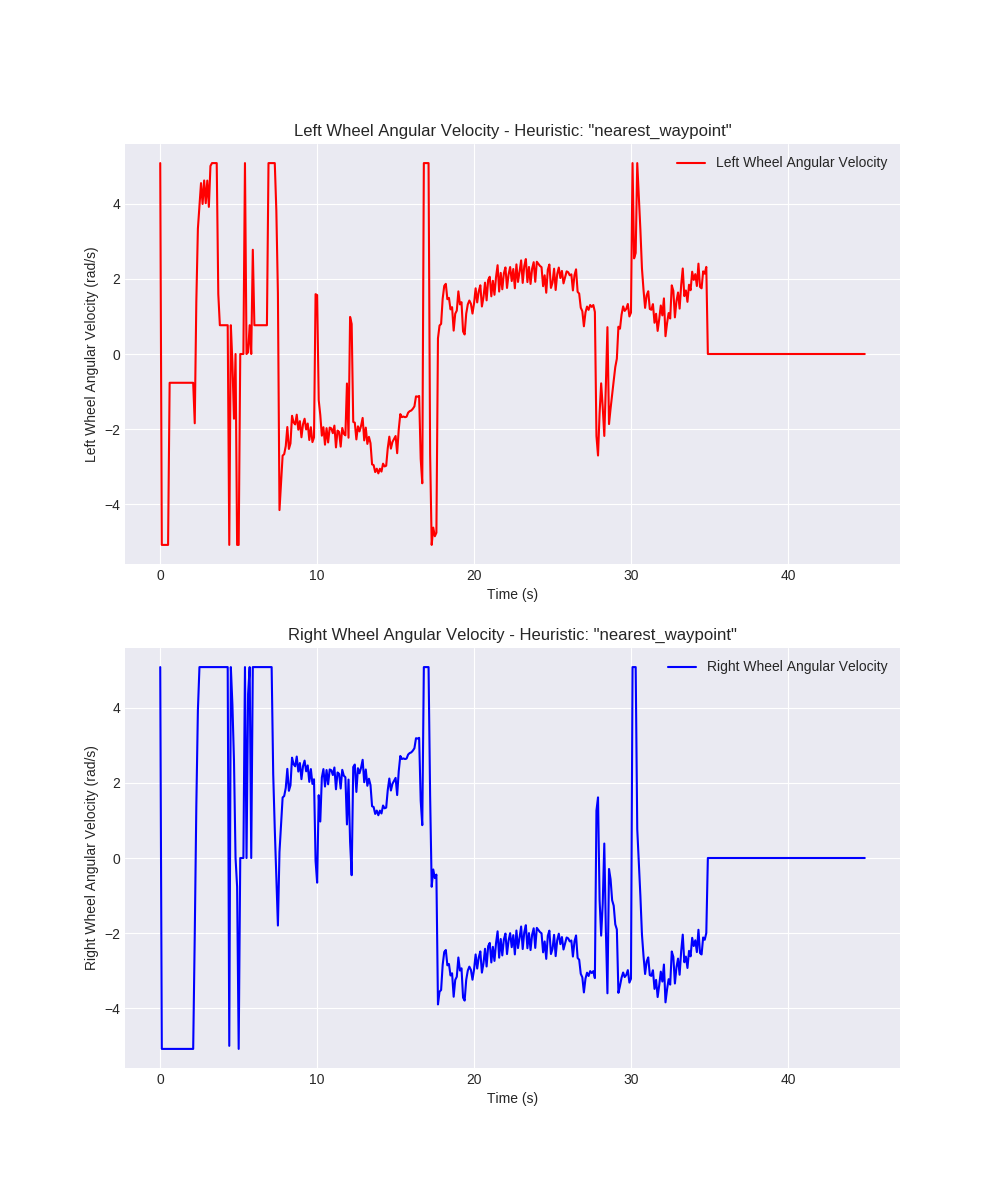 Left Wheel Angular Velocity - Heuristic: "nearest_waypoint"
Left Wheel Angular Velocity
Left Wheel Angular Velocity (rad/s)
4
2
0
−2
−4
0 10 20 30 40
Time (s)
Right Wheel Angular Velocity - Heuristic: "nearest_waypoint"
Right Wheel Angular Velocity
Right Wheel Angular Velocity (rad/s)
4
2
0
−2
−4
0 10 20 30 40
Time (s)